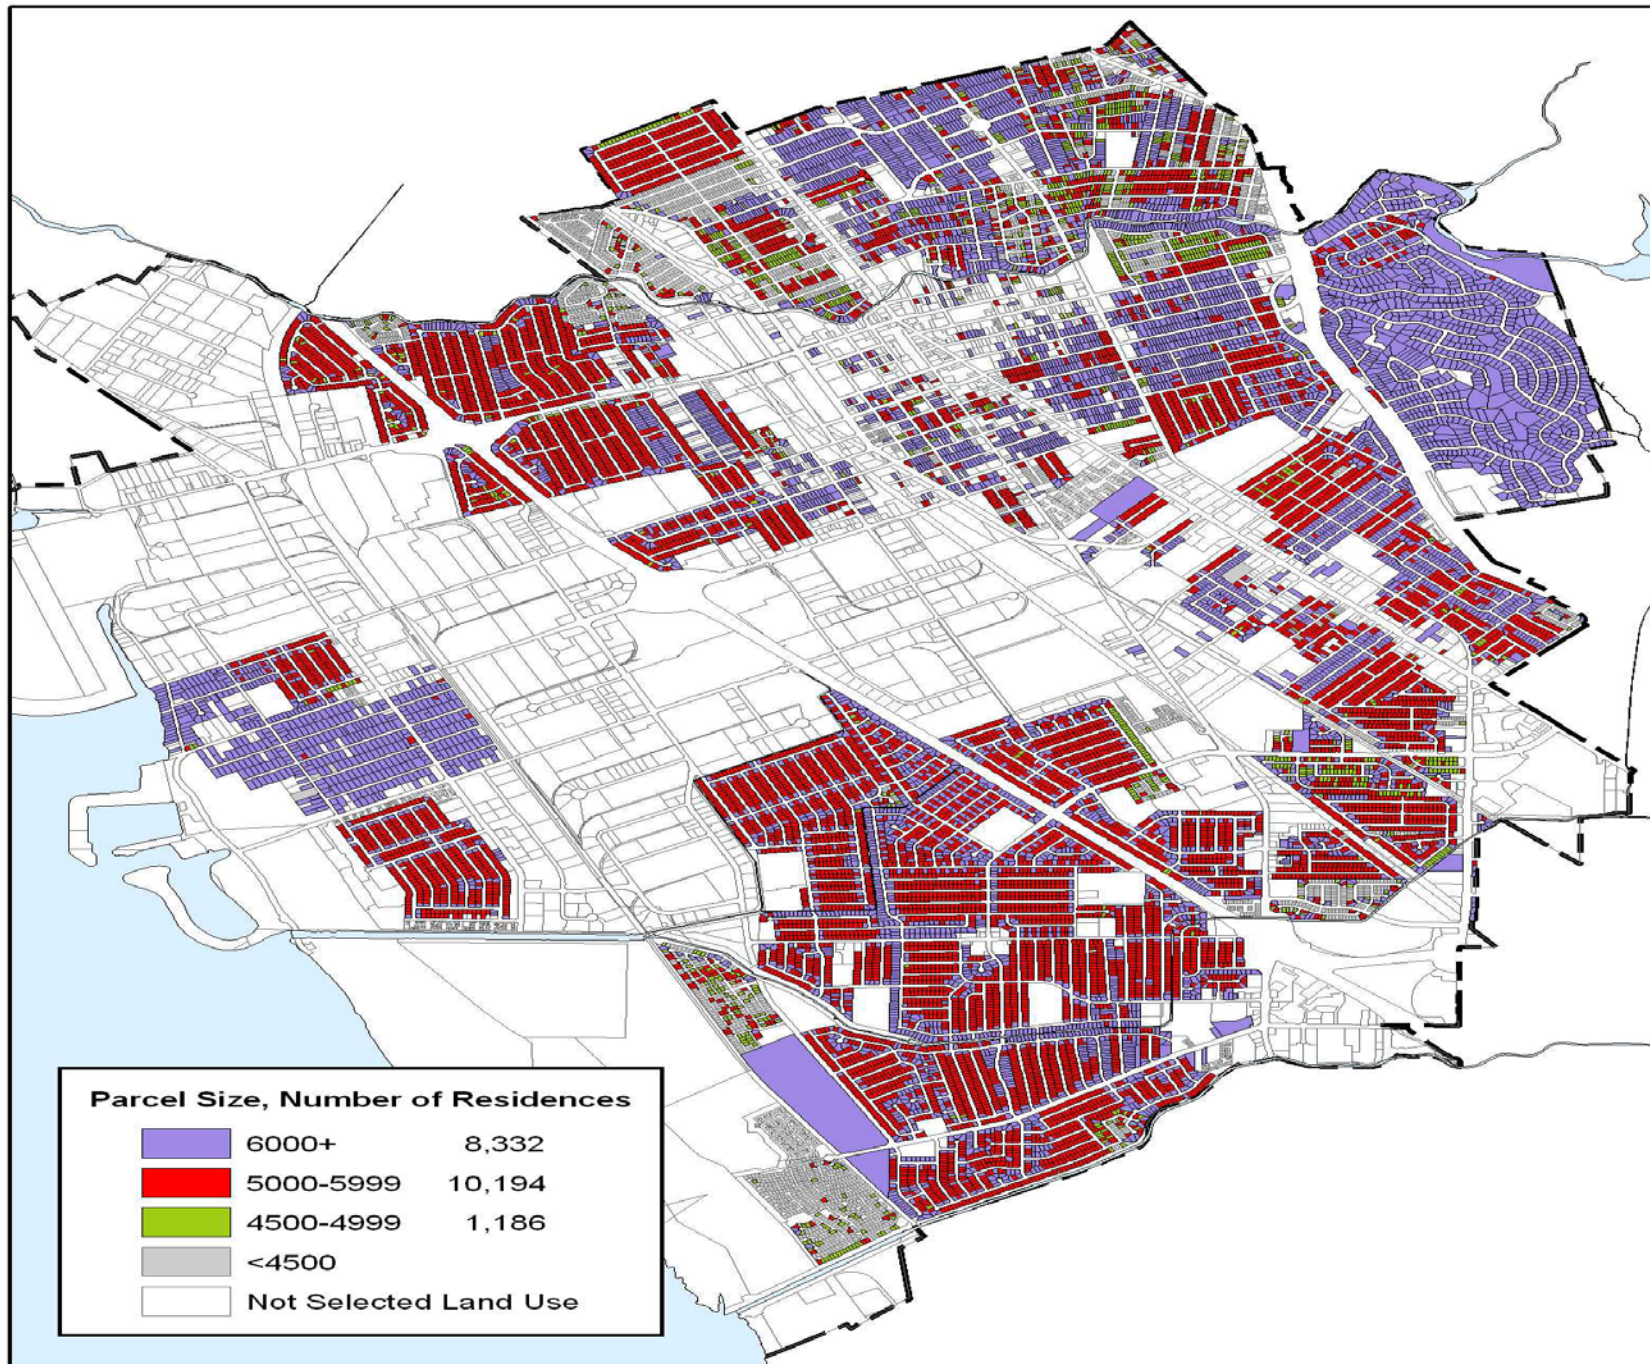 Parcel Size, Number of Residences
6000+ 8,332
5000-5999 10,194
4500-4999 1,186
<4500
Not Selected Land Use